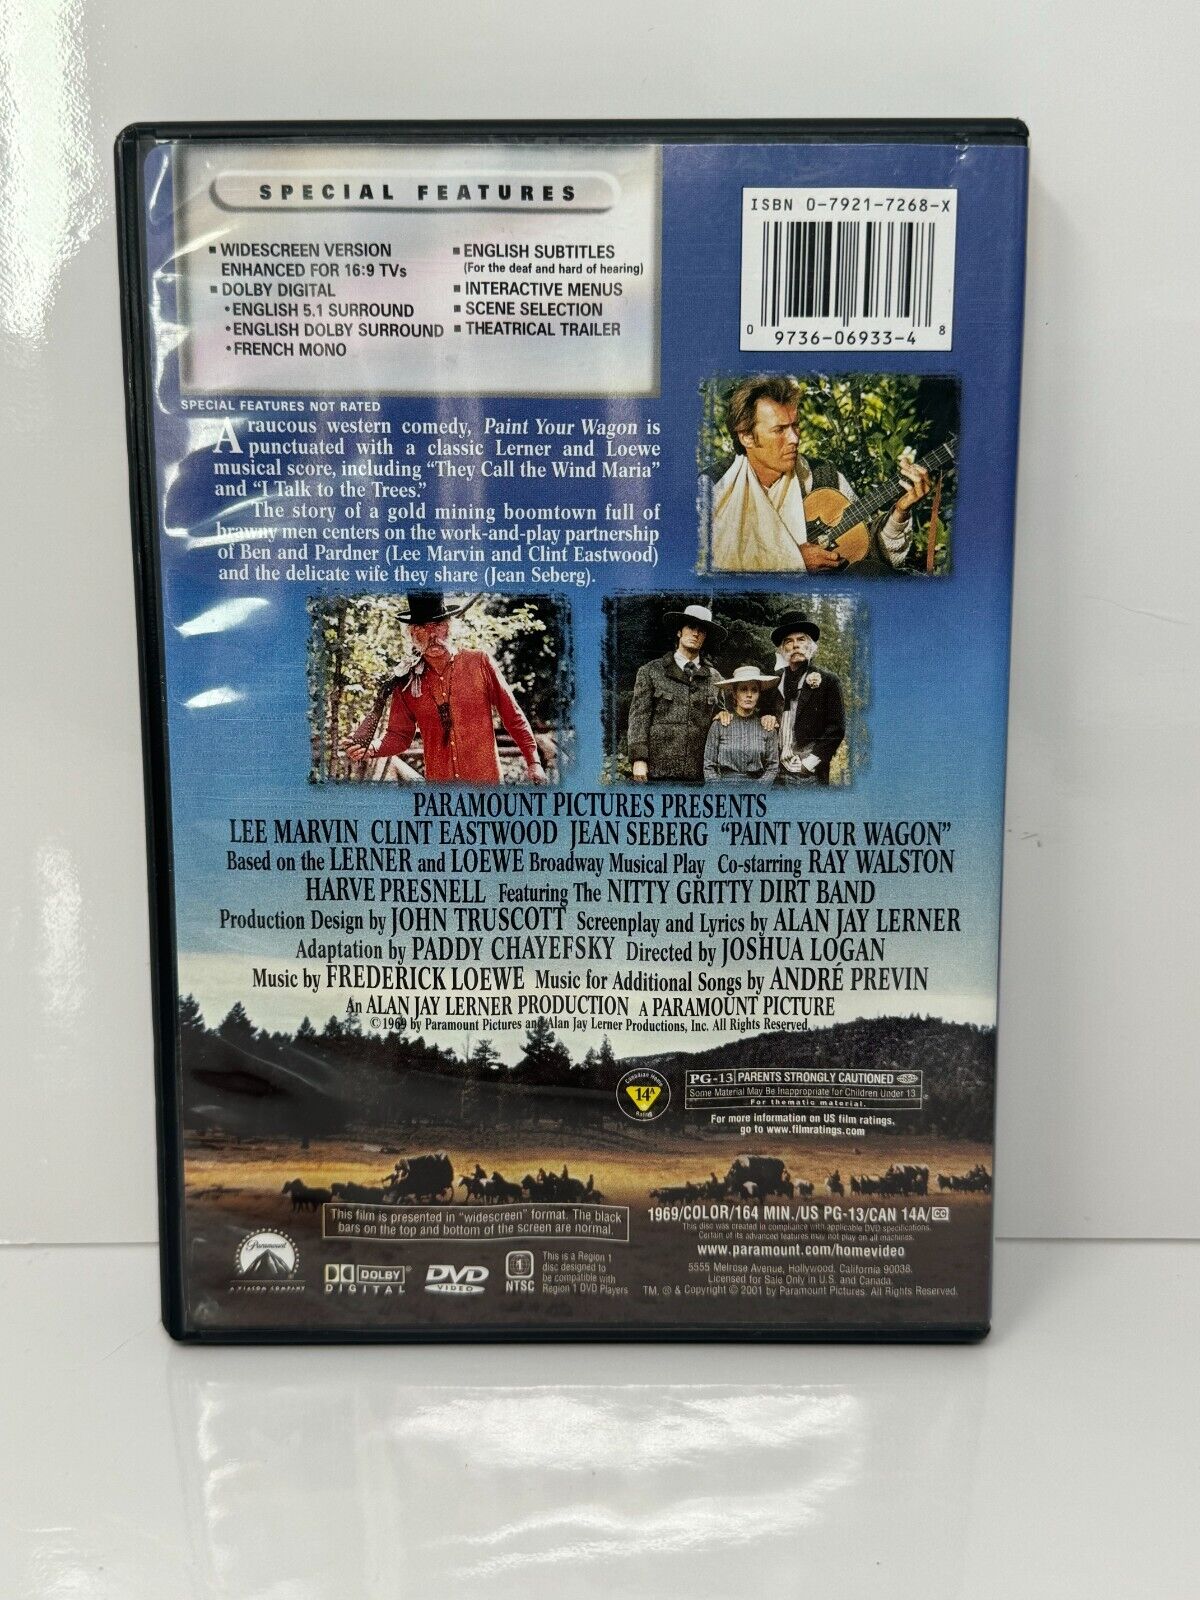 SPECIAL FEATURES
▪ WIDESCREEN VERSION
ENHANCED FOR 16:9 TVs
▪ DOLBY DIGITAL
•ENGLISH 5.1 SURROUND
•ENGLISH DOLBY SURROUND
•FRENCH MONO
▪ ENGLISH SUBTITLES
(For the deaf and hard of hearing)
▪ INTERACTIVE MENUS
▪ SCENE SELECTION
▪ THEATRICAL TRAILER
SPECIAL FEATURES NOT RATED
ISBN 0-7921-7268-X
0 9736-06933-4 8
A raucous western comedy, Paint Your Wagon is
punctuated with a classic Lerner and Loewe
musical score, including “They Call the Wind Maria”
and “I Talk to the Trees.”
The story of a gold mining boomtown full of
brawny men centers on the work-and-play partnership
of Ben and Pardner (Lee Marvin and Clint Eastwood)
and the delicate wife they share (Jean Seberg).
PARAMOUNT PICTURES PRESENTS
LEE MARVIN CLINT EASTWOOD JEAN SEBERG “PAINT YOUR WAGON”
Based on the LERNER and LOEWE Broadway Musical Play Co-starring RAY WALSTON
HARVE PRESNELL Featuring The NITTY GRITTY DIRT BAND
Production Design by JOHN TRUSCOTT Screenplay and Lyrics by ALAN JAY LERNER
Adaptation by PADDY CHAYEFSKY Directed by JOSHUA LOGAN
Music by FREDERICK LOEWE Music for Additional Songs by ANDRÉ PREVIN
An ALAN JAY LERNER PRODUCTION A PARAMOUNT PICTURE
©1969 by Paramount Pictures and Alan Jay Lerner Productions, Inc. All Rights Reserved.
Canadian Home
14A
Rating
PG-13 PARENTS STRONGLY CAUTIONED
Some Material May Be Inappropriate for Children Under 13
For thematic material.
For more information on US film ratings,
go to www.filmratings.com
This film is presented in "widescreen" format. The black
bars on the top and bottom of the screen are normal.
1969/COLOR/164 MIN./US PG-13/CAN 14A/CC
This disc was created in compliance with applicable DVD specifications.
Certain of its advanced features may not play on all machines.
www.paramount.com/homevideo
5555 Melrose Avenue, Hollywood, California 90038.
Licensed for Sale Only in U.S. and Canada.
TM, ® & Copyright © 2001 by Paramount Pictures. All Rights Reserved.
Paramount
A VIACOM COMPANY
DOLBY
DIGITAL
DVD
VIDEO
1
NTSC
This is a Region 1
disc designed to
be compatible with
Region 1 DVD Players